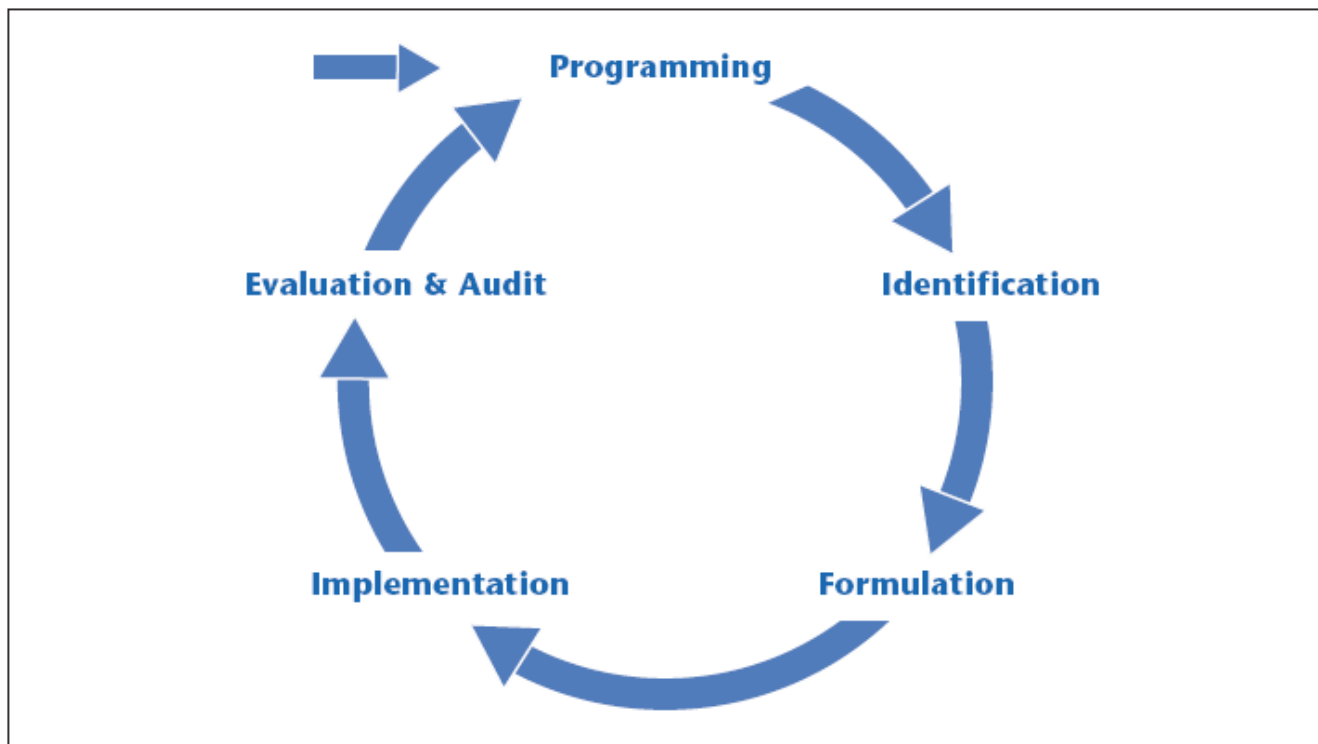 Programming
Identification
Formulation
Implementation
Evaluation & Audit